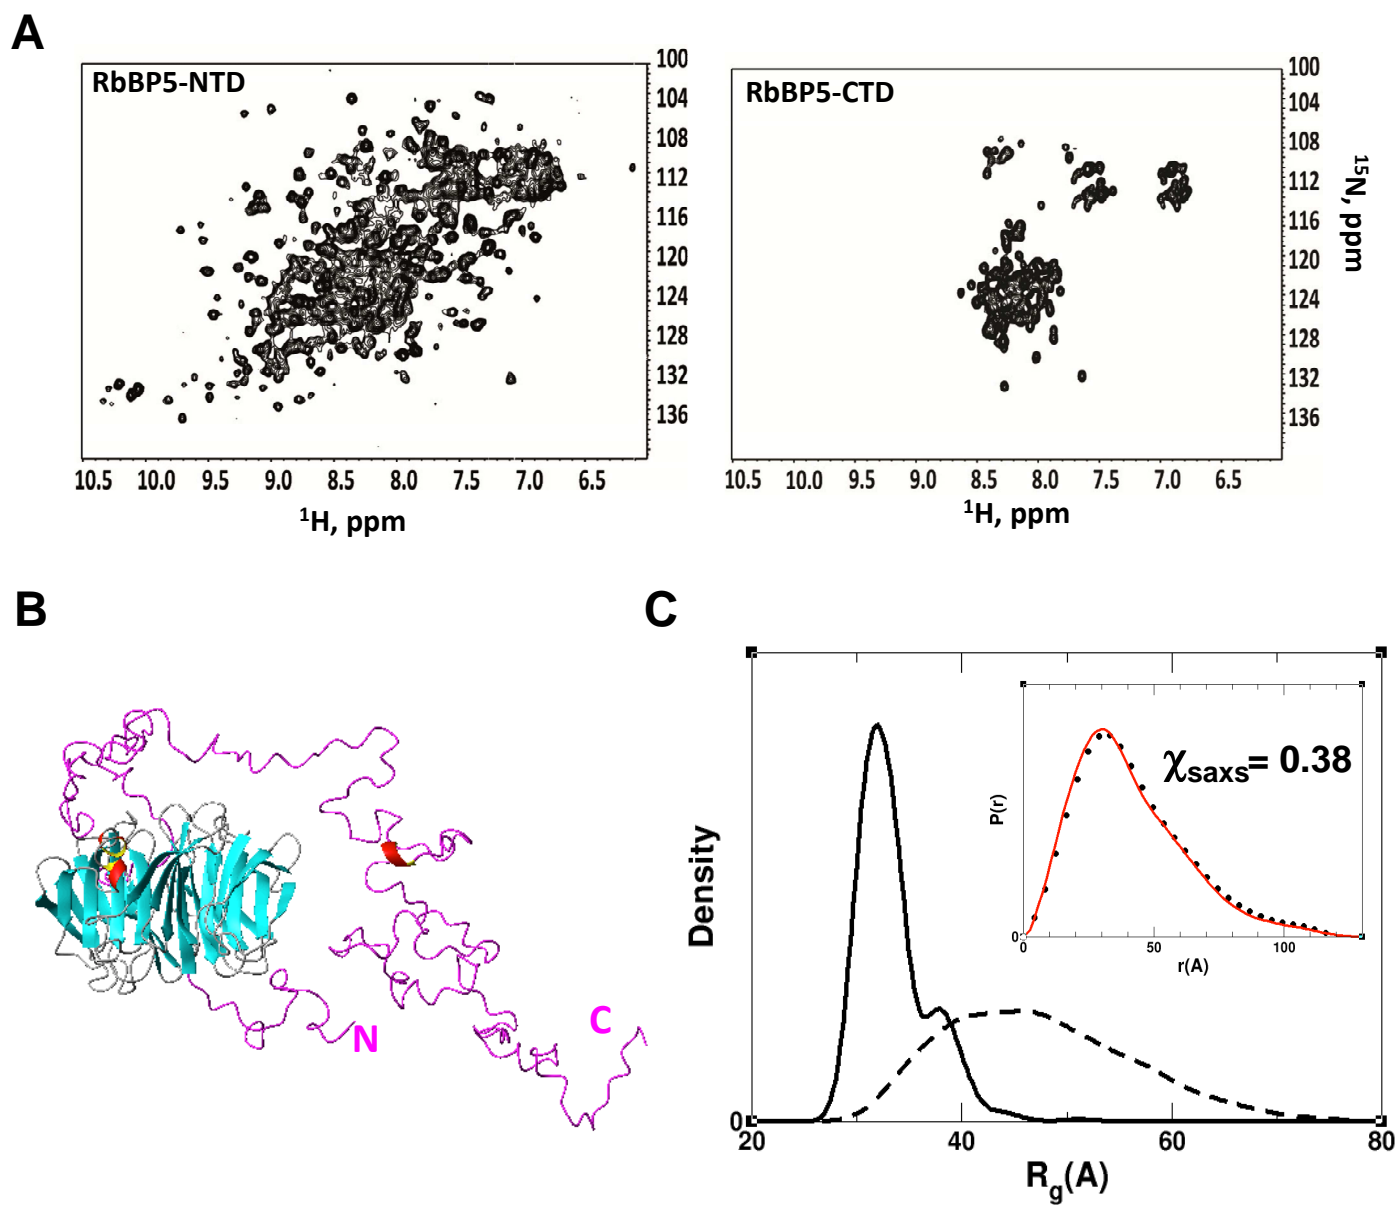 A
RbBP5-NTD
100
104
108
112
116
120
124
128
132
136
10.5 10.0 9.5 9.0 8.5 8.0 7.5 7.0 6.5
¹H, ppm
RbBP5-CTD
100
104
108
112
116
120
124
128
132
136
¹⁵N, ppm
10.5 10.0 9.5 9.0 8.5 8.0 7.5 7.0 6.5
¹H, ppm
B
N
C
C
Density
0
20 40 60 80
Rg(A)
χsaxs= 0.38
P(r)
0
0 50 100
r(A)